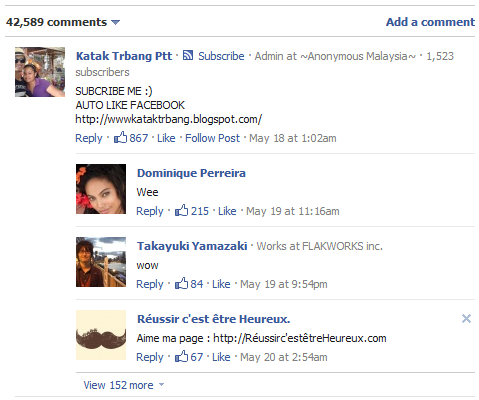 42,589 comments Add a comment
Katak Trbang Ptt · Subscribe · Admin at ~Anonymous Malaysia~ · 1,523
subscribers
SUBCRIBE ME :)
AUTO LIKE FACEBOOK
http://wwwkataktrbang.blogspot.com/
Reply · 867 · Like · Follow Post · May 18 at 1:02am
Dominique Perreira
Wee
Reply · 215 · Like · May 19 at 11:16am
Takayuki Yamazaki · Works at FLAKWORKS inc.
wow
Reply · 84 · Like · May 19 at 9:54pm
Réussir c'est être Heureux.
Aime ma page : http://Réussirc'estêtreHeureux.com
Reply · 67 · Like · May 20 at 2:54am
View 152 more